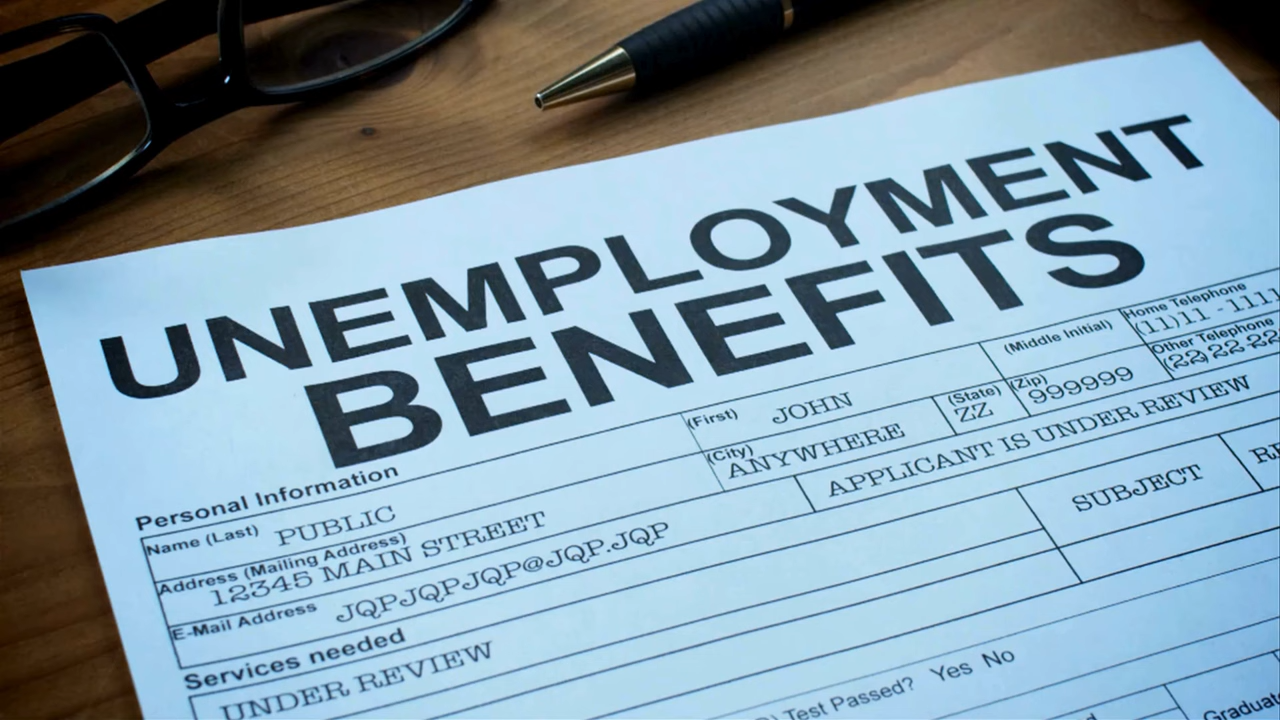 UNEMPLOYMENT
BENEFITS
Personal Information
Name (Last) PUBLIC (First) JOHN (Middle Initial) Home Telephone (11)11 - 1111
Address (Mailing Address) 12345 MAIN STREET (City) ANYWHERE (State) ZZ (Zip) 999999 Other Telephone (22)22-22
E-Mail Address JQPJQPJQP@JQP.JQP APPLICANT IS UNDER REVIEW
Services needed
UNDER REVIEW SUBJECT
Test Passed? Yes No
Graduate